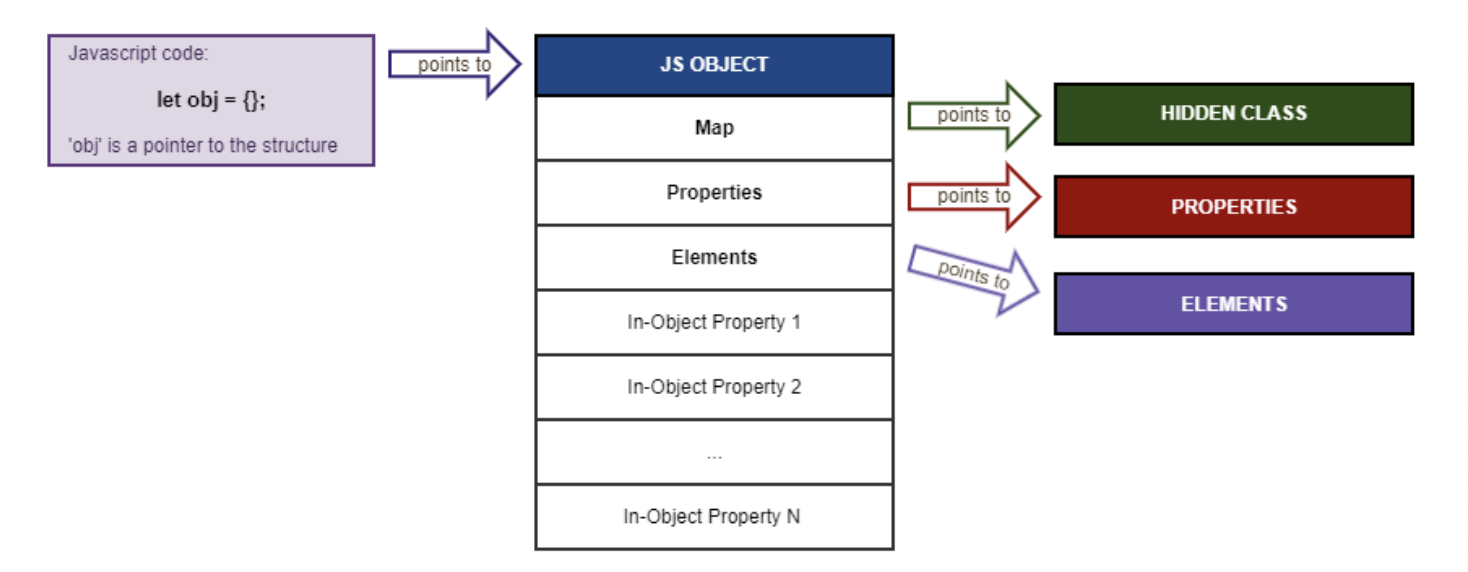 Javascript code:
let obj = {};
'obj' is a pointer to the structure
points to
JS OBJECT
Map
Properties
Elements
In-Object Property 1
In-Object Property 2
...
In-Object Property N
points to
HIDDEN CLASS
points to
PROPERTIES
points to
ELEMENTS